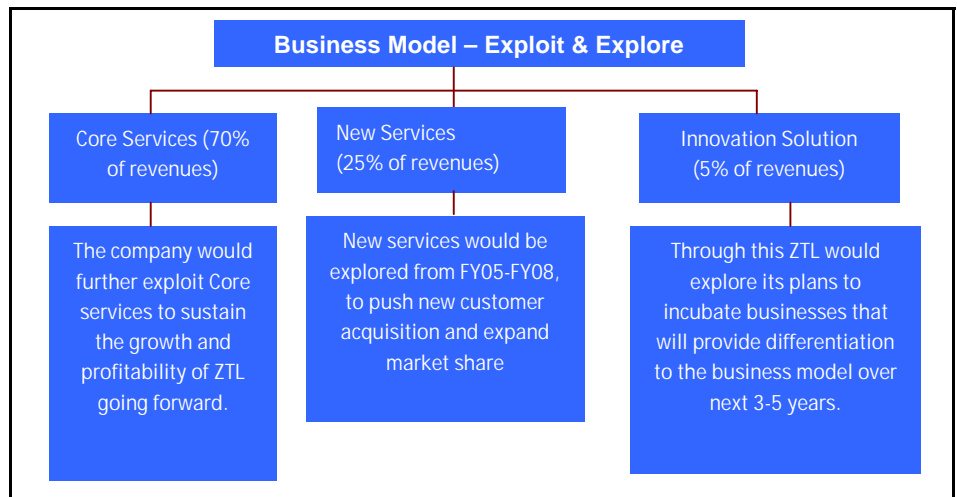 Business Model – Exploit & Explore
Core Services (70%
of revenues)
New Services
(25% of revenues)
Innovation Solution
(5% of revenues)
The company would
further exploit Core
services to sustain
the growth and
profitability of ZTL
going forward.
New services would be
explored from FY05-FY08,
to push new customer
acquisition and expand
market share
Through this ZTL would
explore its plans to
incubate businesses that
will provide differentiation
to the business model over
next 3-5 years.